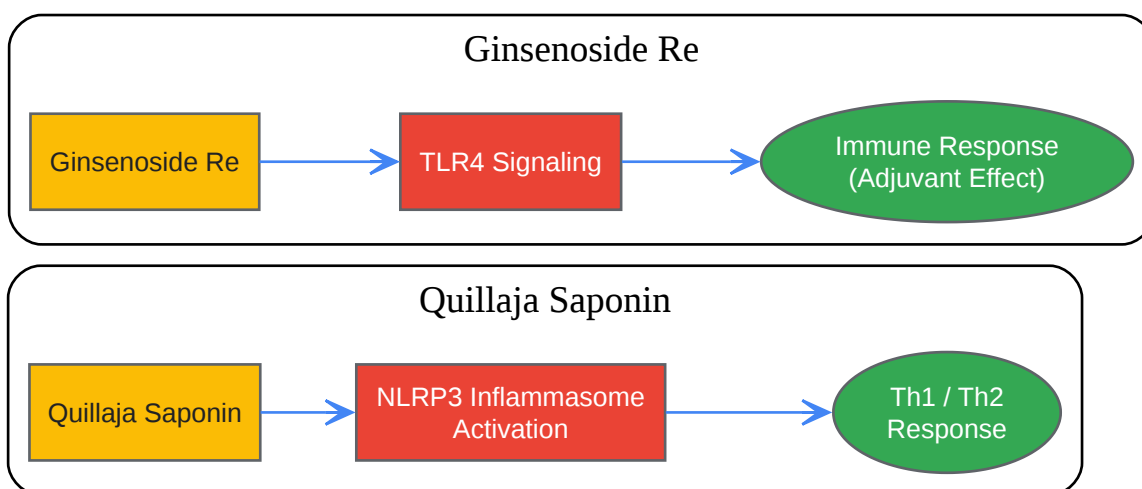 Ginsenoside Re
Ginsenoside Re
TLR4 Signaling
Immune Response
(Adjuvant Effect)
Quillaja Saponin
Quillaja Saponin
NLRP3 Inflammasome
Activation
Th1 / Th2
Response